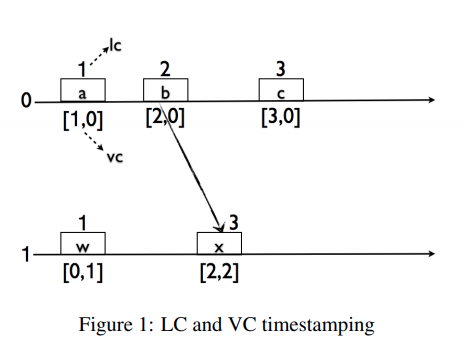 1 lc 2 3
0 a b c
[1,0] [2,0] [3,0]
vc
1 3
1 w x
[0,1] [2,2]
Figure 1: LC and VC timestamping